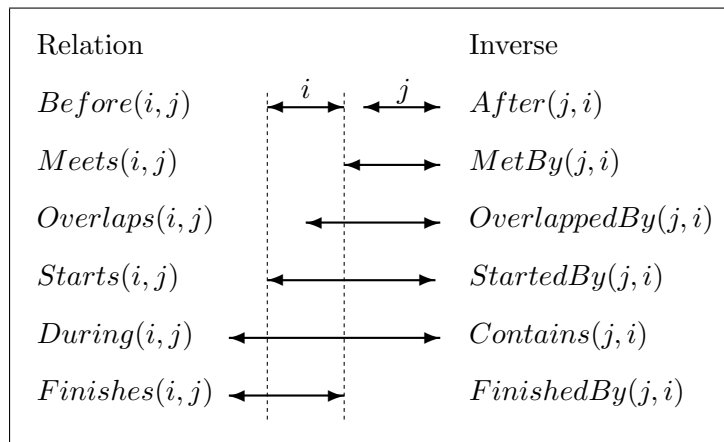 Relation Inverse
Before(i, j) i j After(j, i)
Meets(i, j) MetBy(j, i)
Overlaps(i, j) OverlappedBy(j, i)
Starts(i, j) StartedBy(j, i)
During(i, j) Contains(j, i)
Finishes(i, j) FinishedBy(j, i)